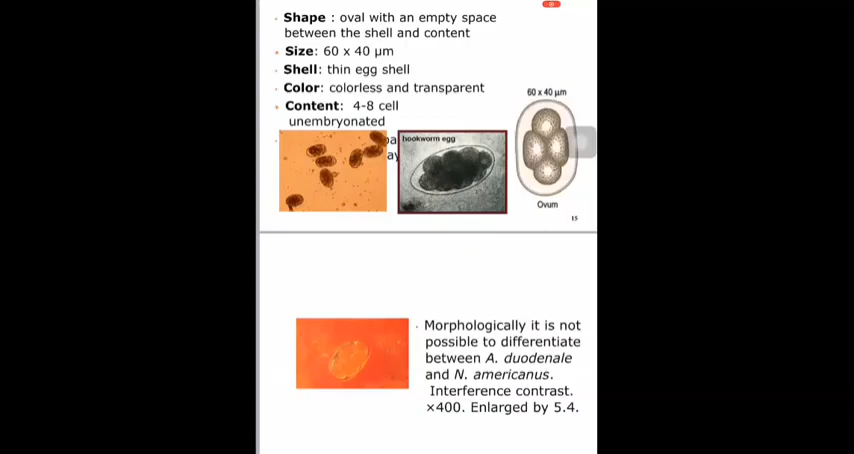 Shape : oval with an empty space
between the shell and content
Size: 60 x 40 µm
Shell: thin egg shell
Color: colorless and transparent
Content: 4-8 cell
unembryonated
hookworm egg
60 x 40 µm
Ovum
15
Morphologically it is not
possible to differentiate
between A. duodenale
and N. americanus.
Interference contrast.
×400. Enlarged by 5.4.